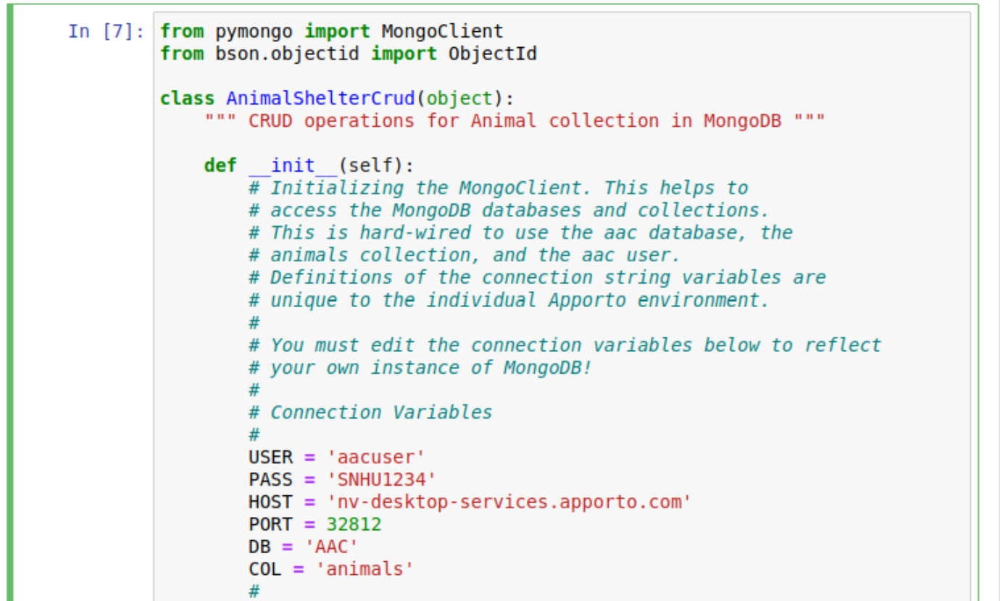 In [7]: from pymongo import MongoClient
from bson.objectid import ObjectId
class AnimalShelterCrud(object):
""" CRUD operations for Animal collection in MongoDB """
def __init__(self):
# Initializing the MongoClient. This helps to
# access the MongoDB databases and collections.
# This is hard-wired to use the aac database, the
# animals collection, and the aac user.
# Definitions of the connection string variables are
# unique to the individual Apporto environment.
#
# You must edit the connection variables below to reflect
# your own instance of MongoDB!
#
# Connection Variables
#
USER = 'aacuser'
PASS = 'SNHU1234'
HOST = 'nv-desktop-services.apporto.com'
PORT = 32812
DB = 'AAC'
COL = 'animals'
#